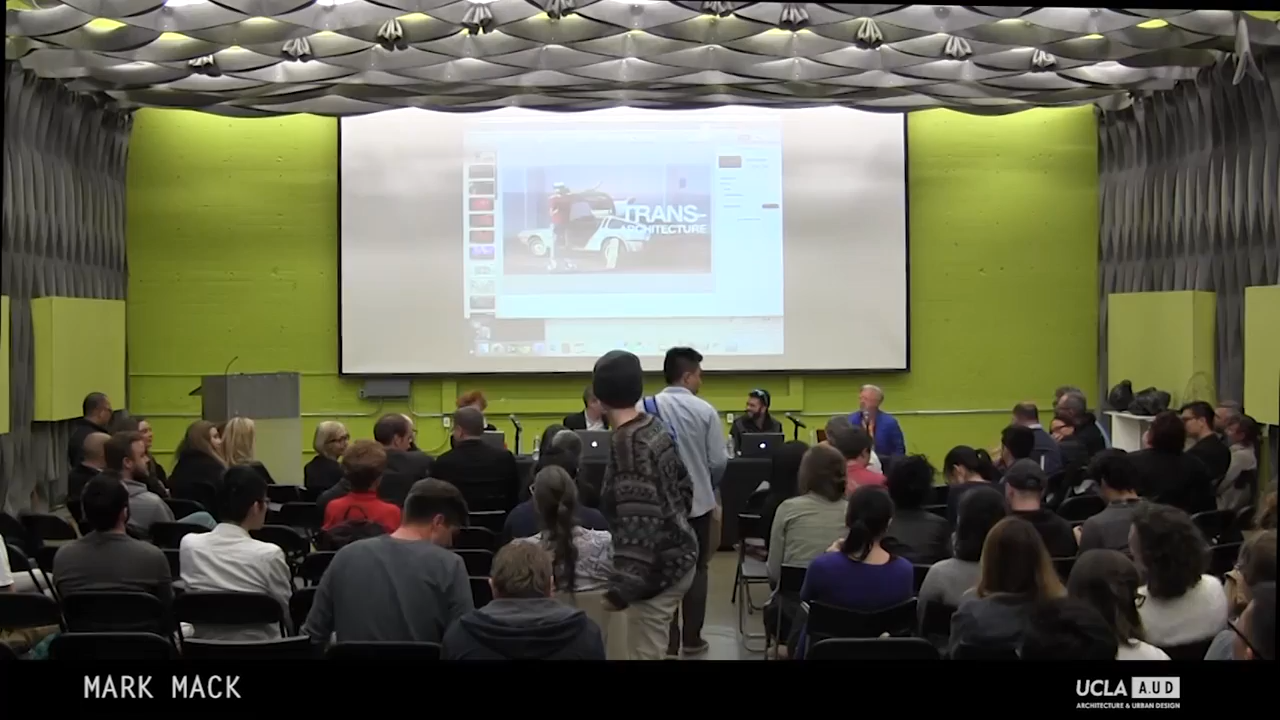 TRANS-
ARCHITECTURE
MARK MACK
UCLA A.UD
ARCHITECTURE & URBAN DESIGN